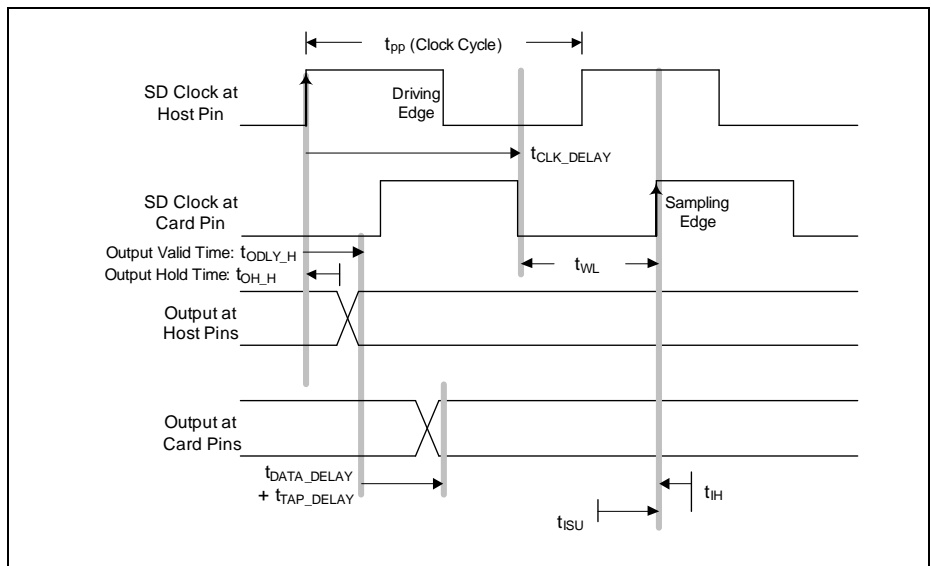 tpp (Clock Cycle)
SD Clock at
Host Pin
Driving
Edge
tCLK_DELAY
SD Clock at
Card Pin
Sampling
Edge
Output Valid Time: tODLY_H
Output Hold Time: tOH_H
tWL
Output at
Host Pins
Output at
Card Pins
tDATA_DELAY
+ tTAP_DELAY
tIH
tISU